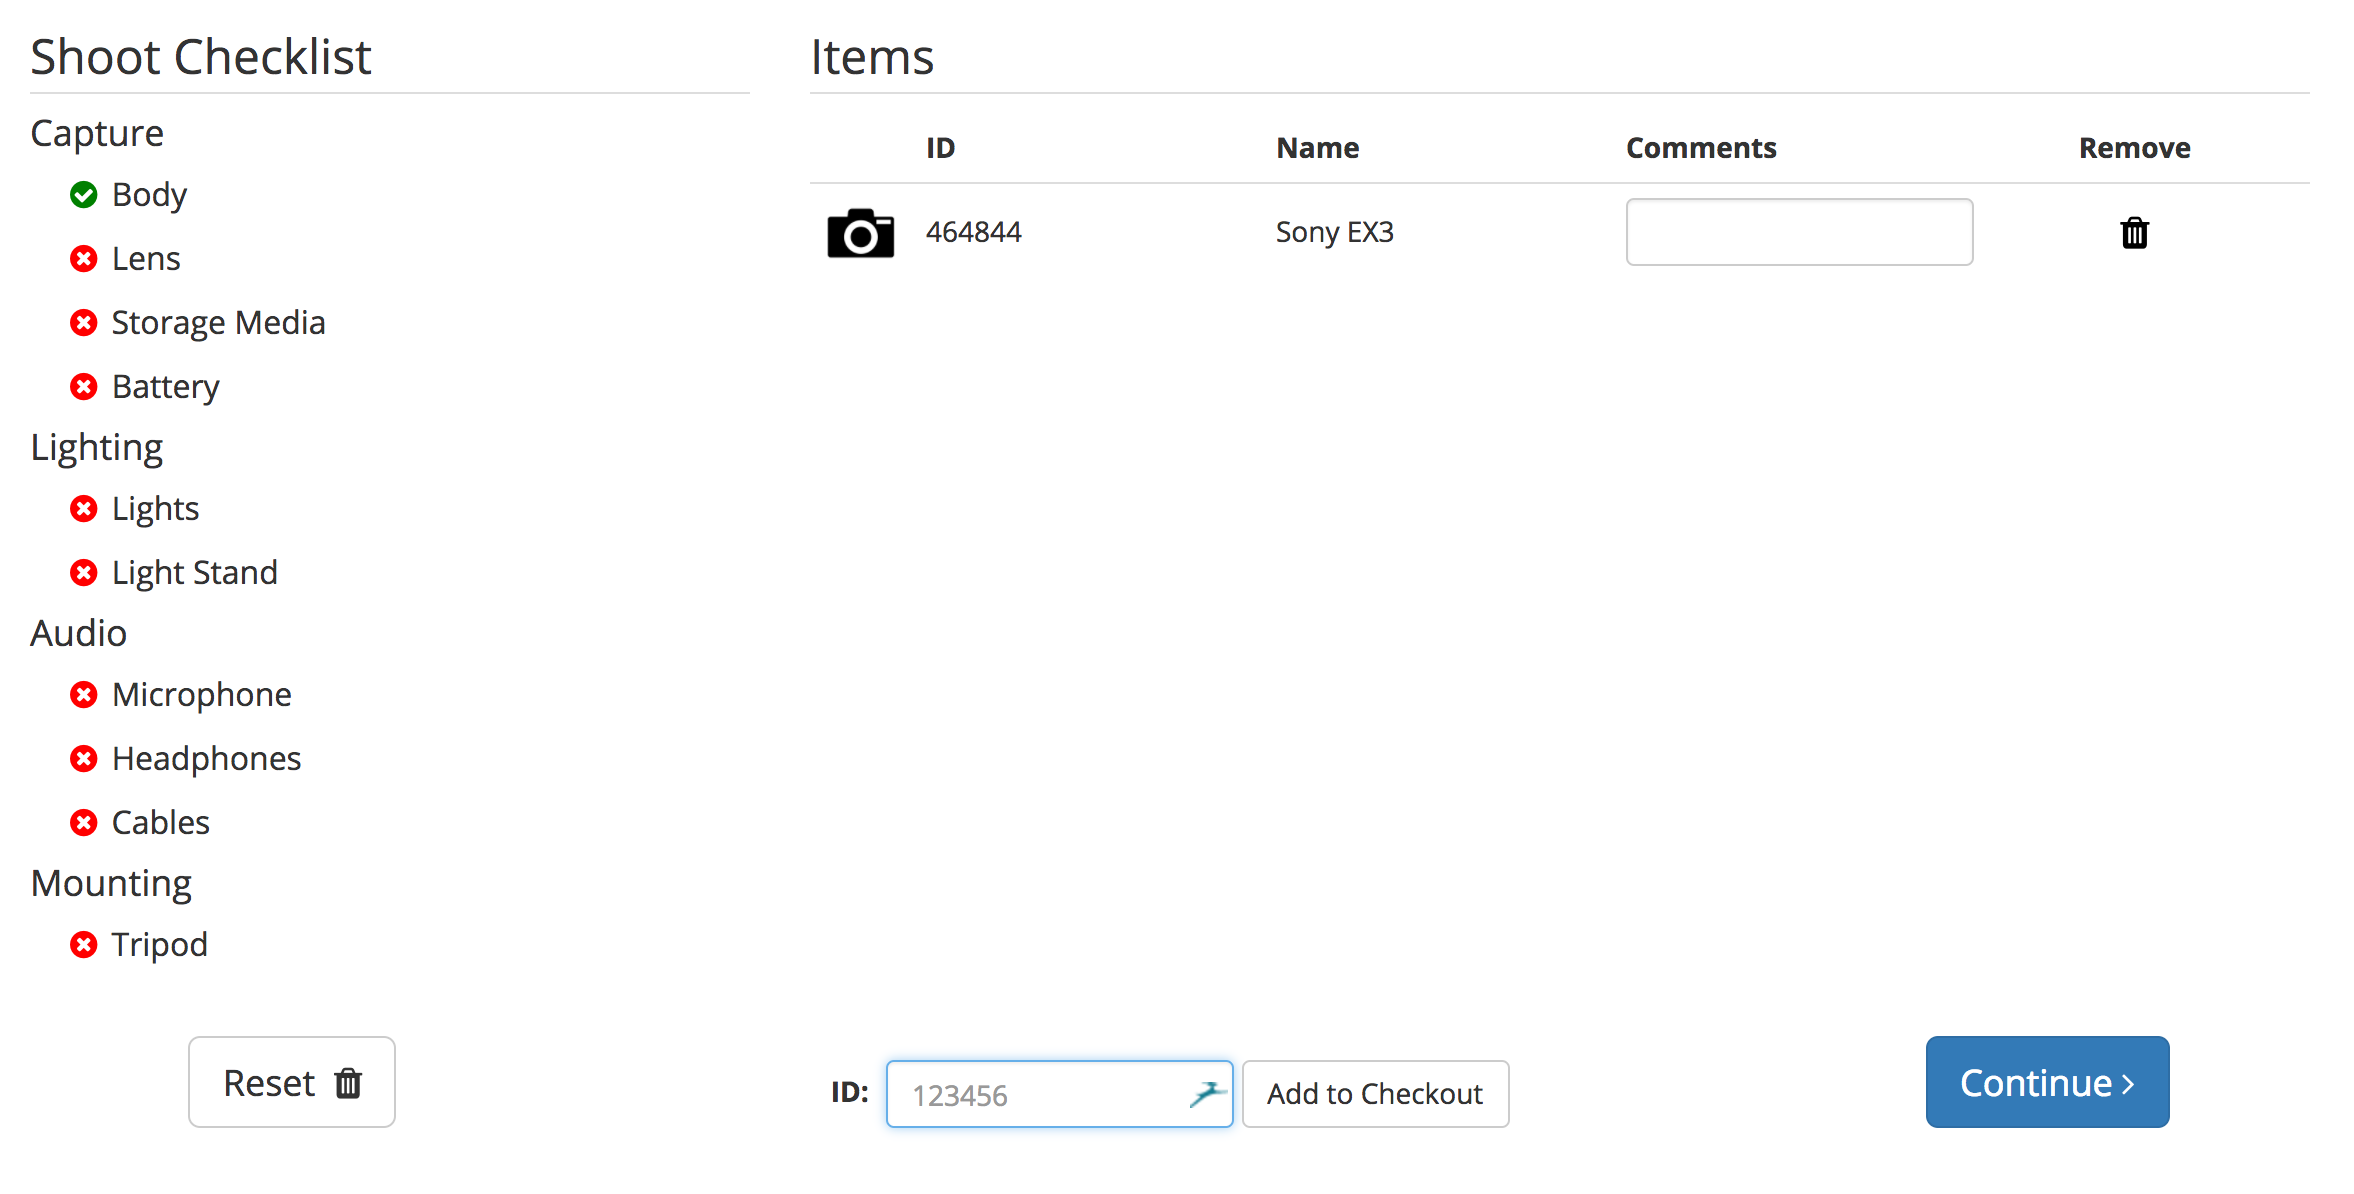 Shoot Checklist
Capture
Body
Lens
Storage Media
Battery
Lighting
Lights
Light Stand
Audio
Microphone
Headphones
Cables
Mounting
Tripod
Reset
Items
ID Name Comments Remove
464844 Sony EX3
ID: 123456 Add to Checkout
Continue ›